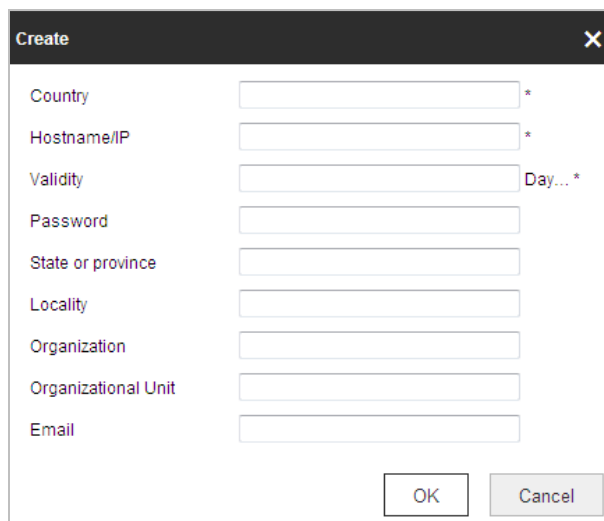 Create
Country *
Hostname/IP *
Validity Day... *
Password
State or province
Locality
Organization
Organizational Unit
Email
OK Cancel